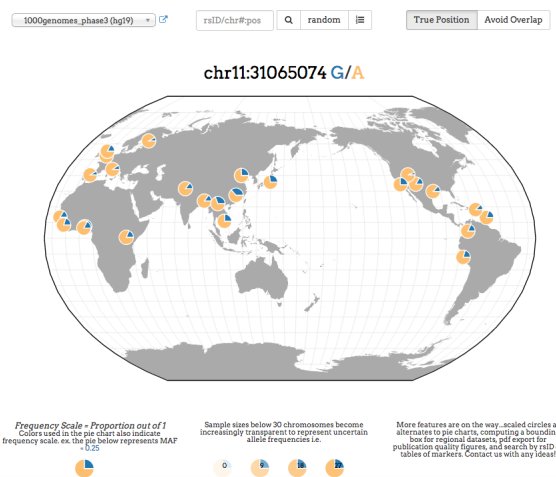 1000genomes_phase3 (hg19)
rsID/chr#:pos
random
True Position
Avoid Overlap
chr11:31065074 G/A
Frequency Scale = Proportion out of 1
Colors used in the pie chart also indicate
frequency scale. ex. the pie below represents MAF
= 0.25
Sample sizes below 30 chromosomes become
increasingly transparent to represent uncertain
allele frequencies i.e.
0
9
18
27
More features are on the way...scaled circles a
alternates to pie charts, computing a boundin
box for regional datasets, pdf export for
publication quality figures, and search by rsID
tables of markers. Contact us with any ideas!